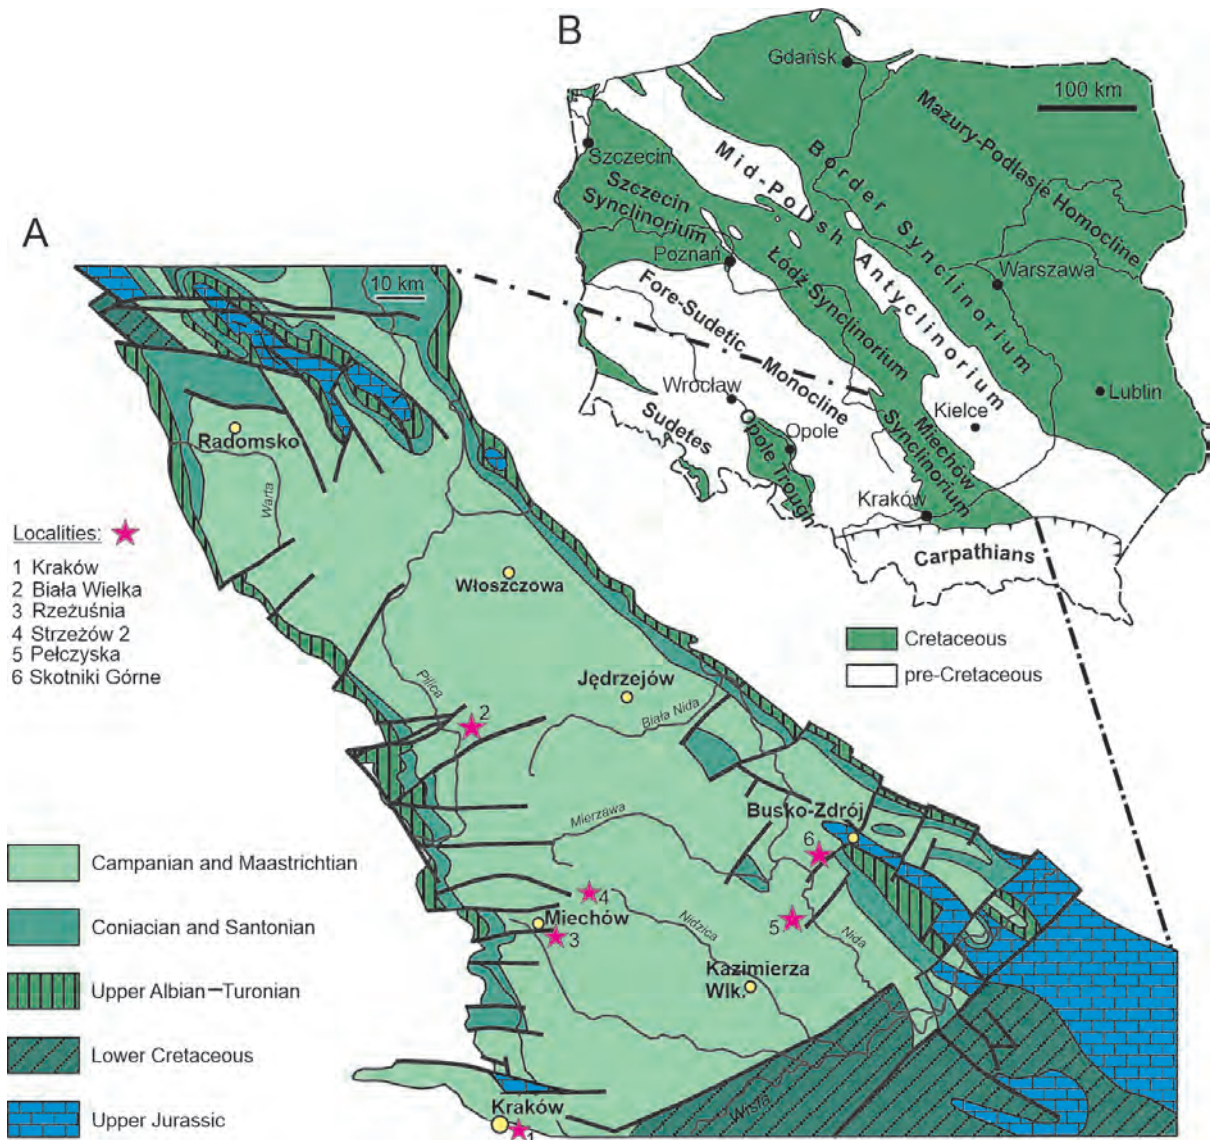 B
Gdańsk
100 km
Mazury-Podlasie Homocline
Border Synclinorium
Mid-Polish Antyclinorium
Szczecin
Szczecin
Synclinorium
Poznań
Łódź Synclinorium
Warszawa
Fore-Sudetic Monocline
Wrocław
Kielce
Lublin
Sudetes
Opole
Opole Trough
Miechów
Synclinorium
Kraków
Carpathians
Cretaceous
pre-Cretaceous
A
10 km
Radomsko
Warta
Localities:
1 Kraków
2 Biała Wielka
3 Rzeżuśnia
4 Strzeżów 2
5 Pełczyska
6 Skotniki Górne
Włoszczowa
Pilica
Jędrzejów
Biała Nida
2
Mierzawa
Busko-Zdrój
6
4
Miechów
3
5
Nidzica
Nida
Kazimierza
Wlk.
Wisła
Kraków
1
Campanian and Maastrichtian
Coniacian and Santonian
Upper Albian–Turonian
Lower Cretaceous
Upper Jurassic